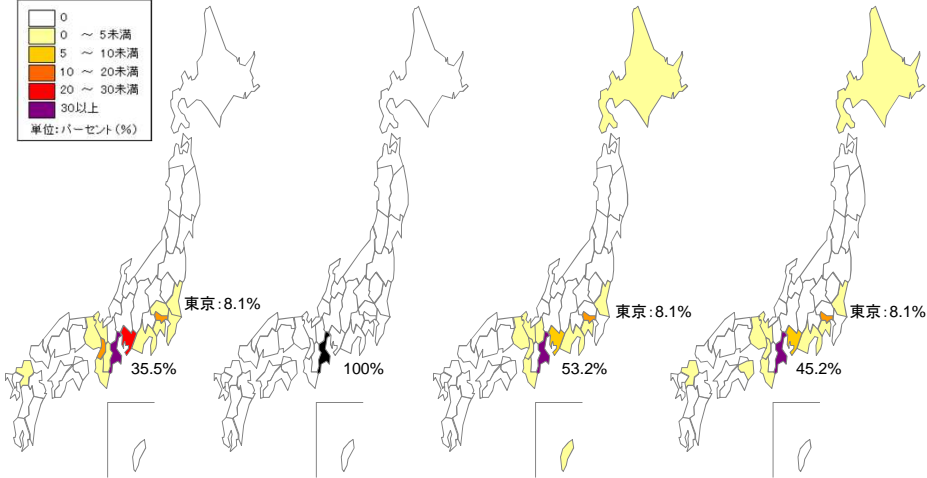 0
0 ～ 5未満
5 ～ 10未満
10 ～ 20未満
20 ～ 30未満
30以上
単位:パーセント(%)
東京:8.1%
35.5%
100%
東京:8.1%
53.2%
東京:8.1%
45.2%